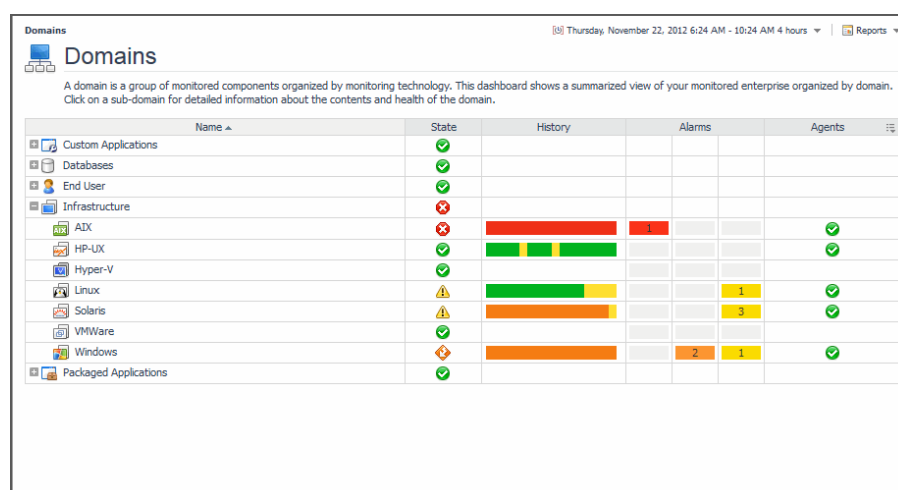 Domains
Thursday, November 22, 2012 6:24 AM - 10:24 AM 4 hours
Reports
Domains
A domain is a group of monitored components organized by monitoring technology. This dashboard shows a summarized view of your monitored enterprise organized by domain.
Click on a sub-domain for detailed information about the contents and health of the domain.
Name State History Alarms Agents
Custom Applications
Databases
End User
Infrastructure
AIX 1
HP-UX
Hyper-V
Linux 1
Solaris 3
VMWare
Windows 2 1
Packaged Applications